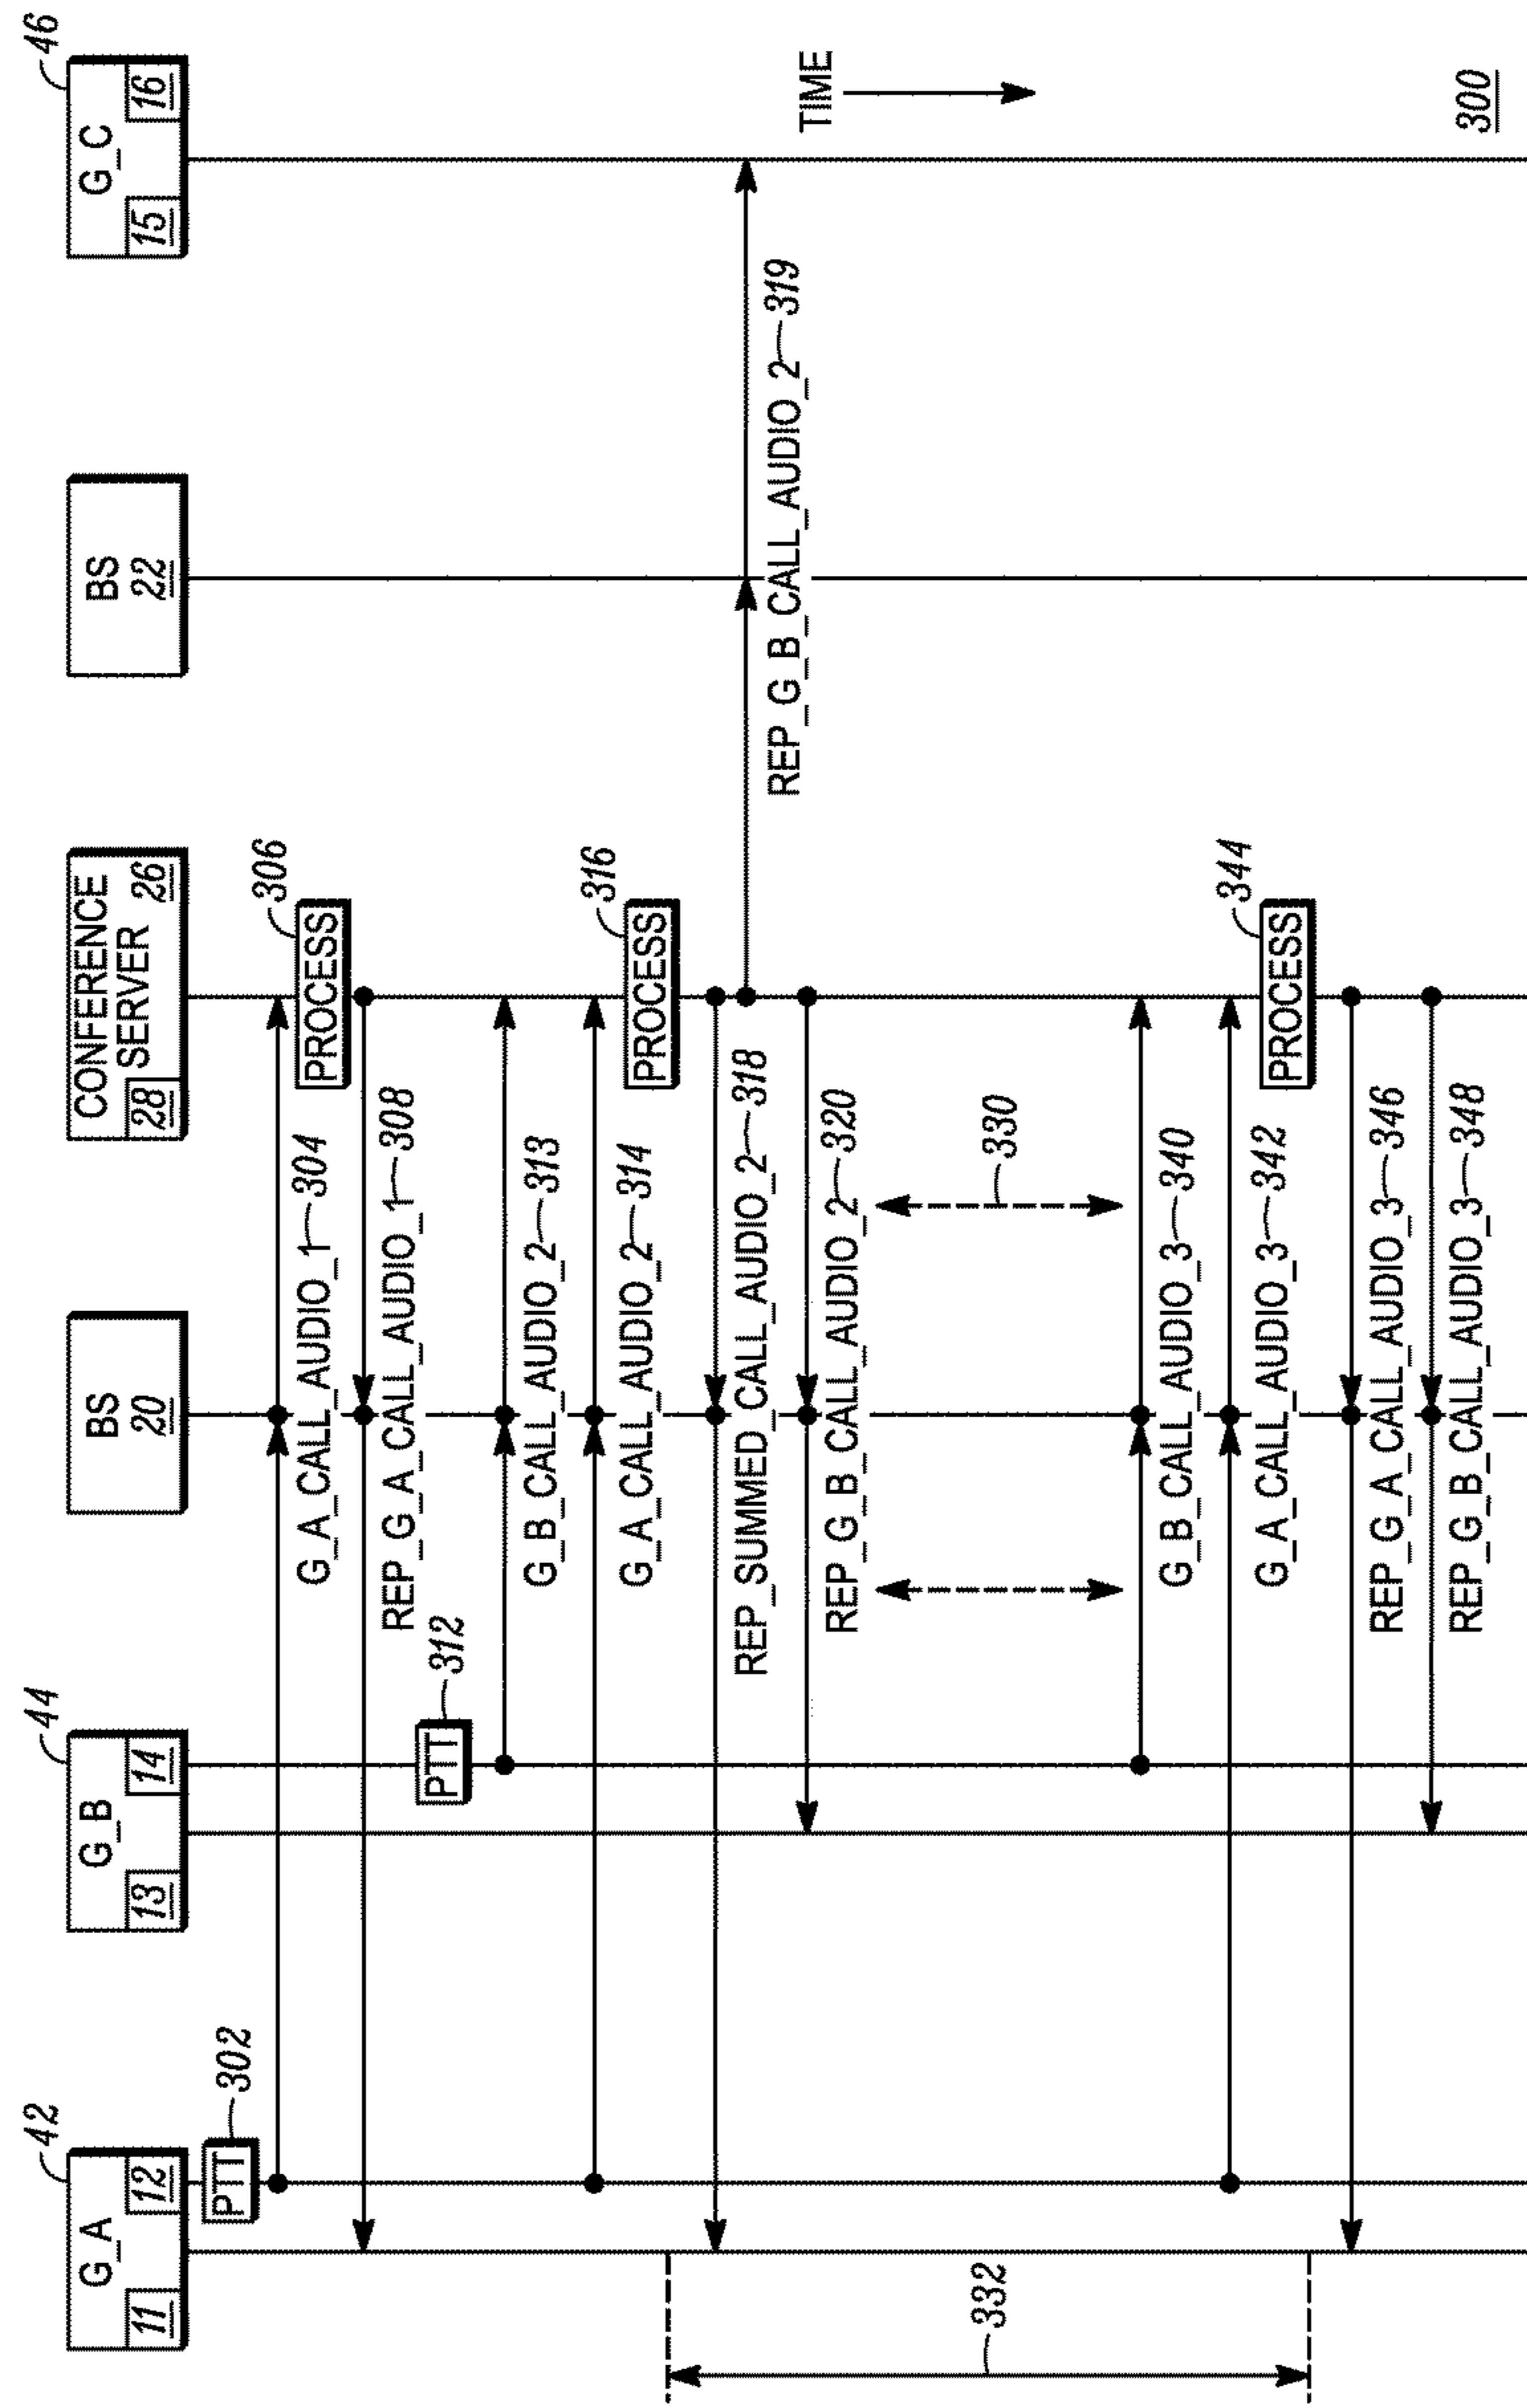 G_A
11
12
42
G_B
13
14
44
BS
20
CONFERENCE
SERVER
28
26
BS
22
G_C
15
16
46
PTT
302
G_A_CALL_AUDIO_1
304
PROCESS
306
REP_G_A_CALL_AUDIO_1
308
PTT
312
G_B_CALL_AUDIO_2
313
G_A_CALL_AUDIO_2
314
PROCESS
316
REP_SUMMED_CALL_AUDIO_2
318
REP_G_B_CALL_AUDIO_2
319
REP_G_B_CALL_AUDIO_2
320
330
332
G_B_CALL_AUDIO_3
340
G_A_CALL_AUDIO_3
342
PROCESS
344
REP_G_A_CALL_AUDIO_3
346
REP_G_B_CALL_AUDIO_3
348
TIME
300